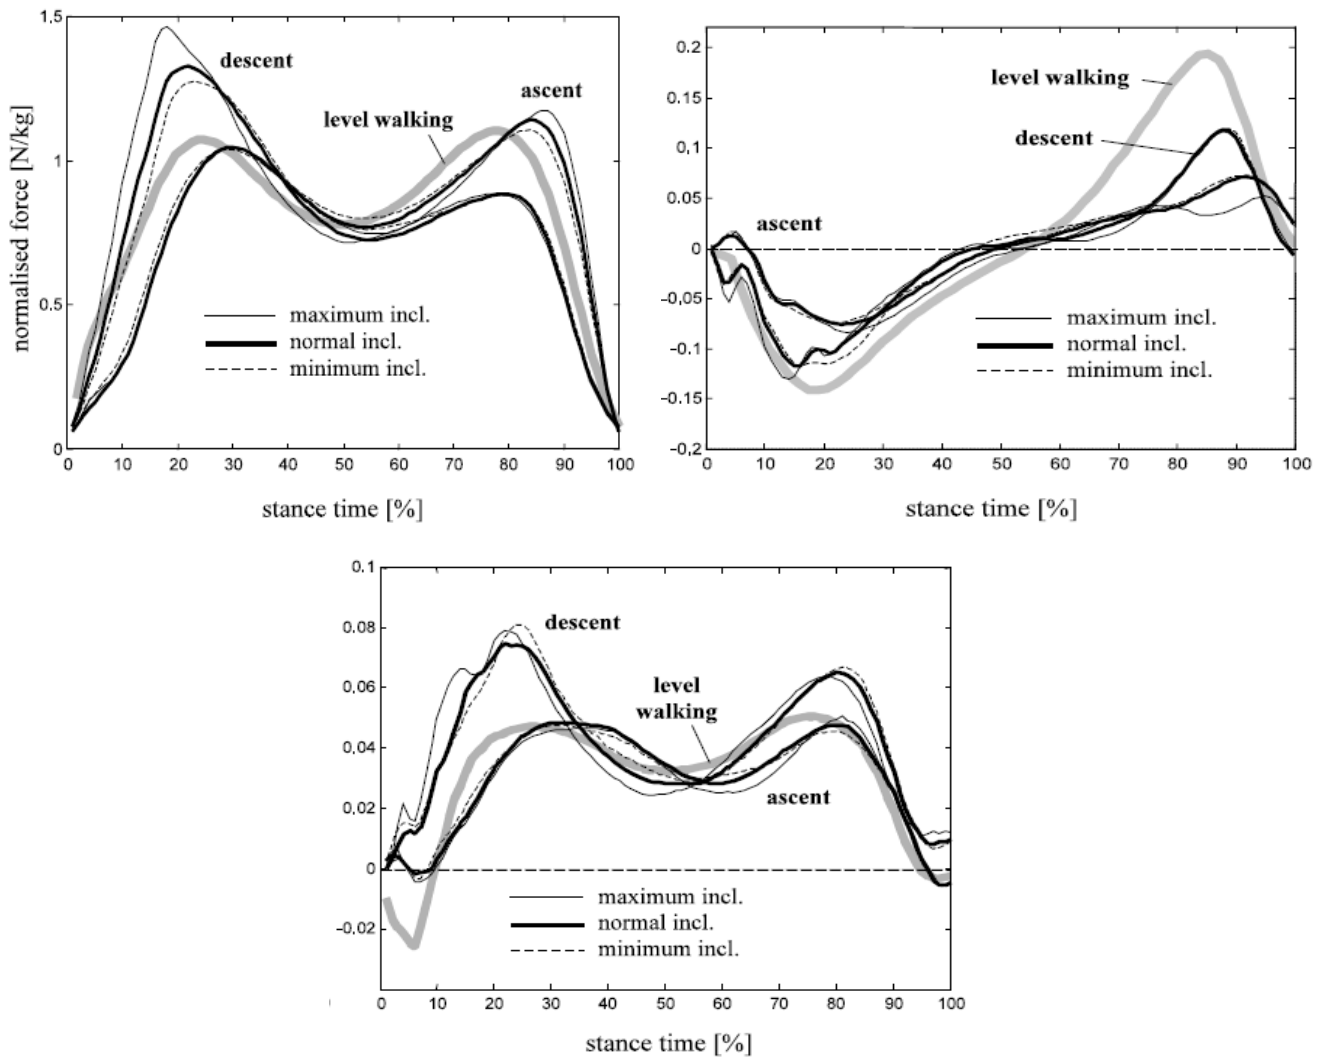 1.5
descent
ascent
level walking
1
0.5
0
normalised force [N/kg]
maximum incl.
normal incl.
minimum incl.
0 10 20 30 40 50 60 70 80 90 100
stance time [%]
0.2
0.15
0.1
0.05
0
-0.05
-0.1
-0.15
-0,2
level walking
descent
ascent
maximum incl.
normal incl.
minimum incl.
0 10 20 30 40 50 60 70 80 90 100
stance time [%]
0.1
0.08
0.06
0.04
0.02
0
-0.02
descent
level
walking
ascent
maximum incl.
normal incl.
minimum incl.
0 10 20 30 40 50 60 70 80 90 100
stance time [%]